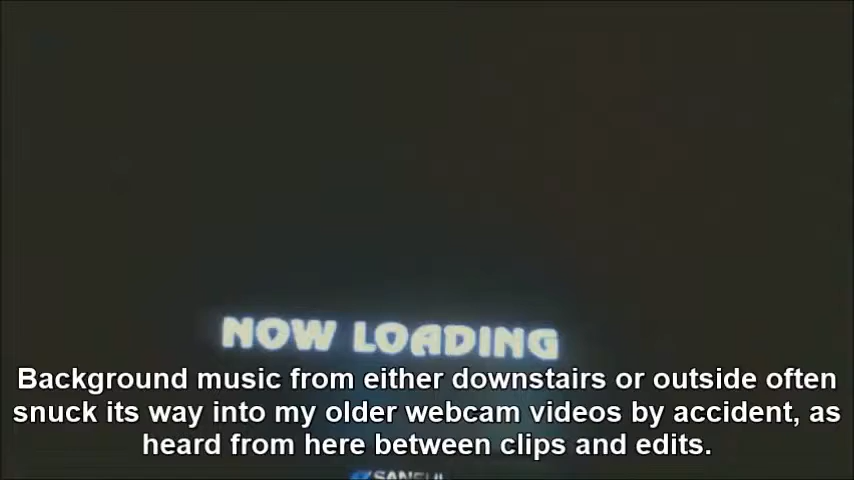 NOW LOADING
Background music from either downstairs or outside often
snuck its way into my older webcam videos by accident, as
heard from here between clips and edits.